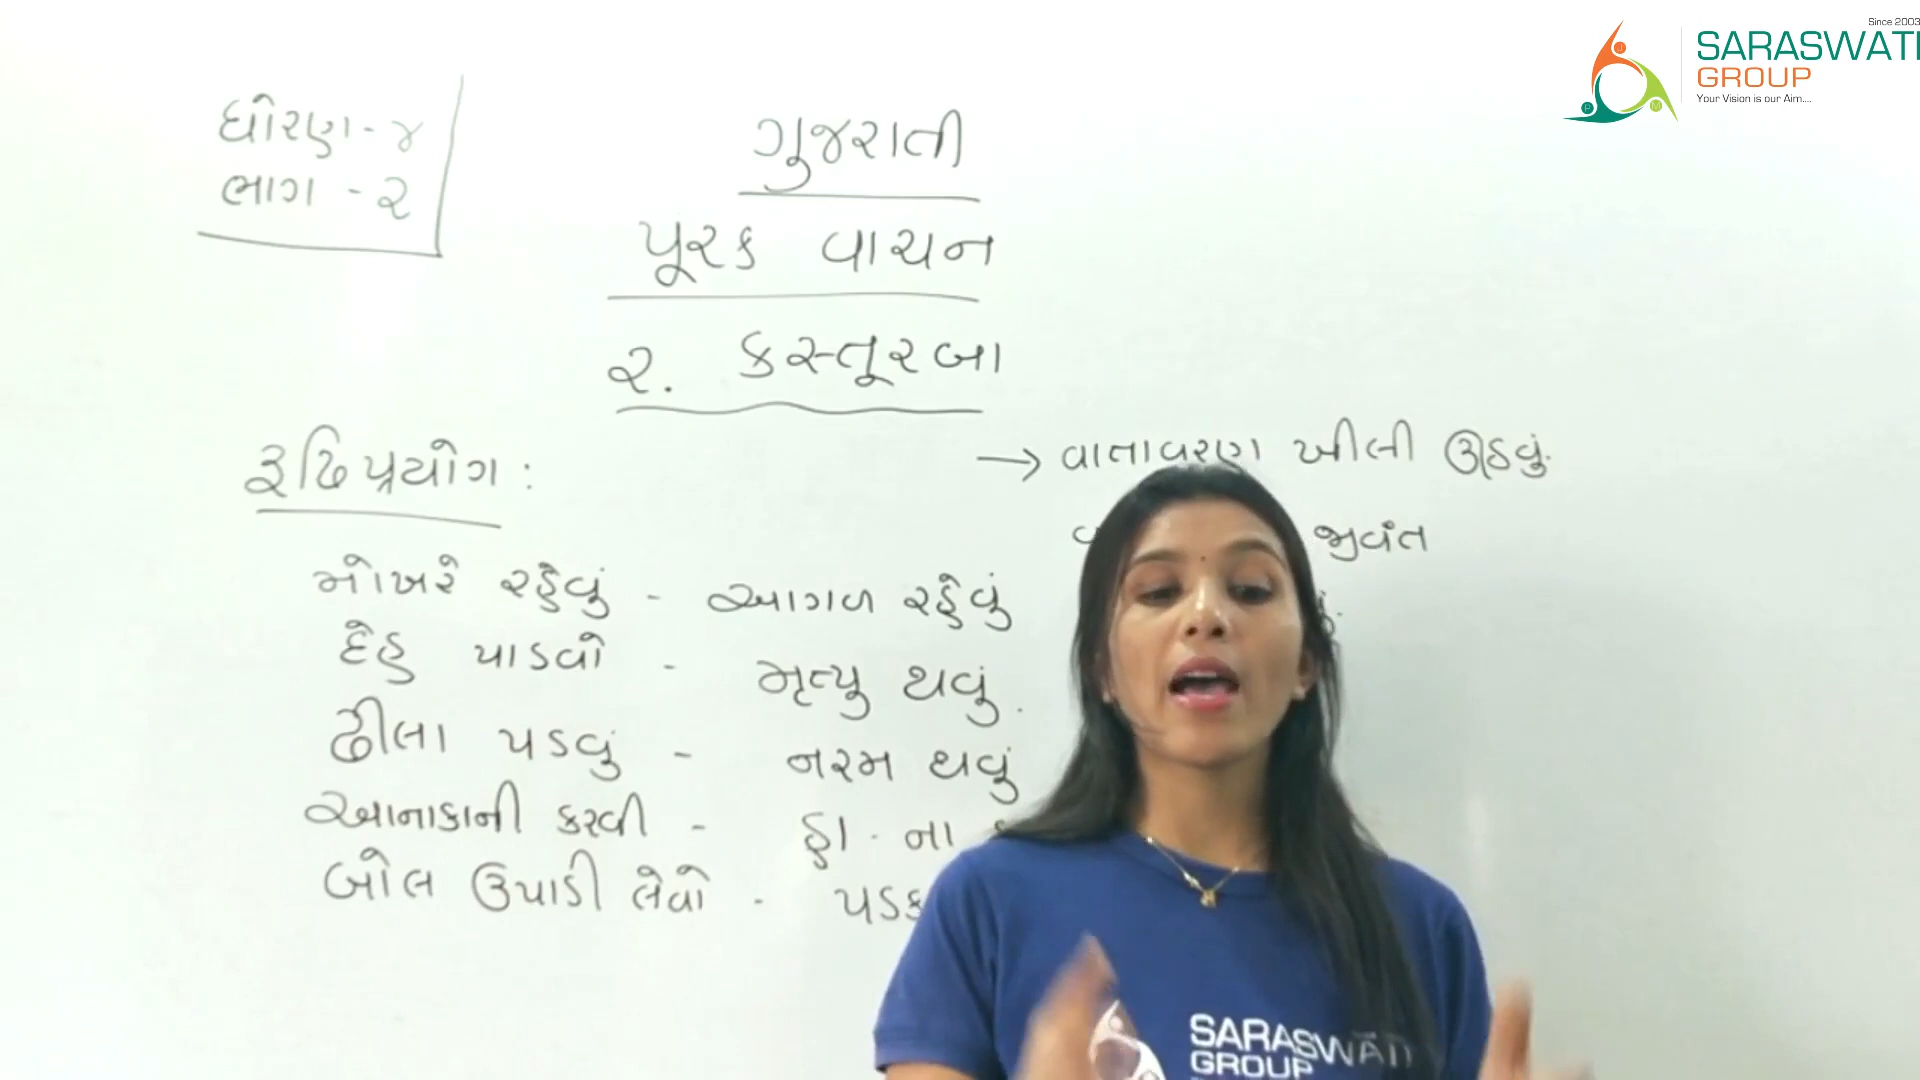 Since 2003
SARASWATI
GROUP
Your Vision is our Aim....
ધોરણ - ૪
ભાગ - ૨
ગુજરાતી
પૂરક વાચન
૨. કસ્તૂરબા
રૂઢિપ્રયોગ :
મોખરે રહેવું - આગળ રહેવું
દેહ પાડવો - મૃત્યુ થવું.
ઢીલા પડવું - નરમ થવું
આનાકાની કરવી - હા - ના
બોલ ઉપાડી લેવો -
→ વાતાવરણ ખીલી ઊઠવું.
જીવંત
SARASWATI
GROUP